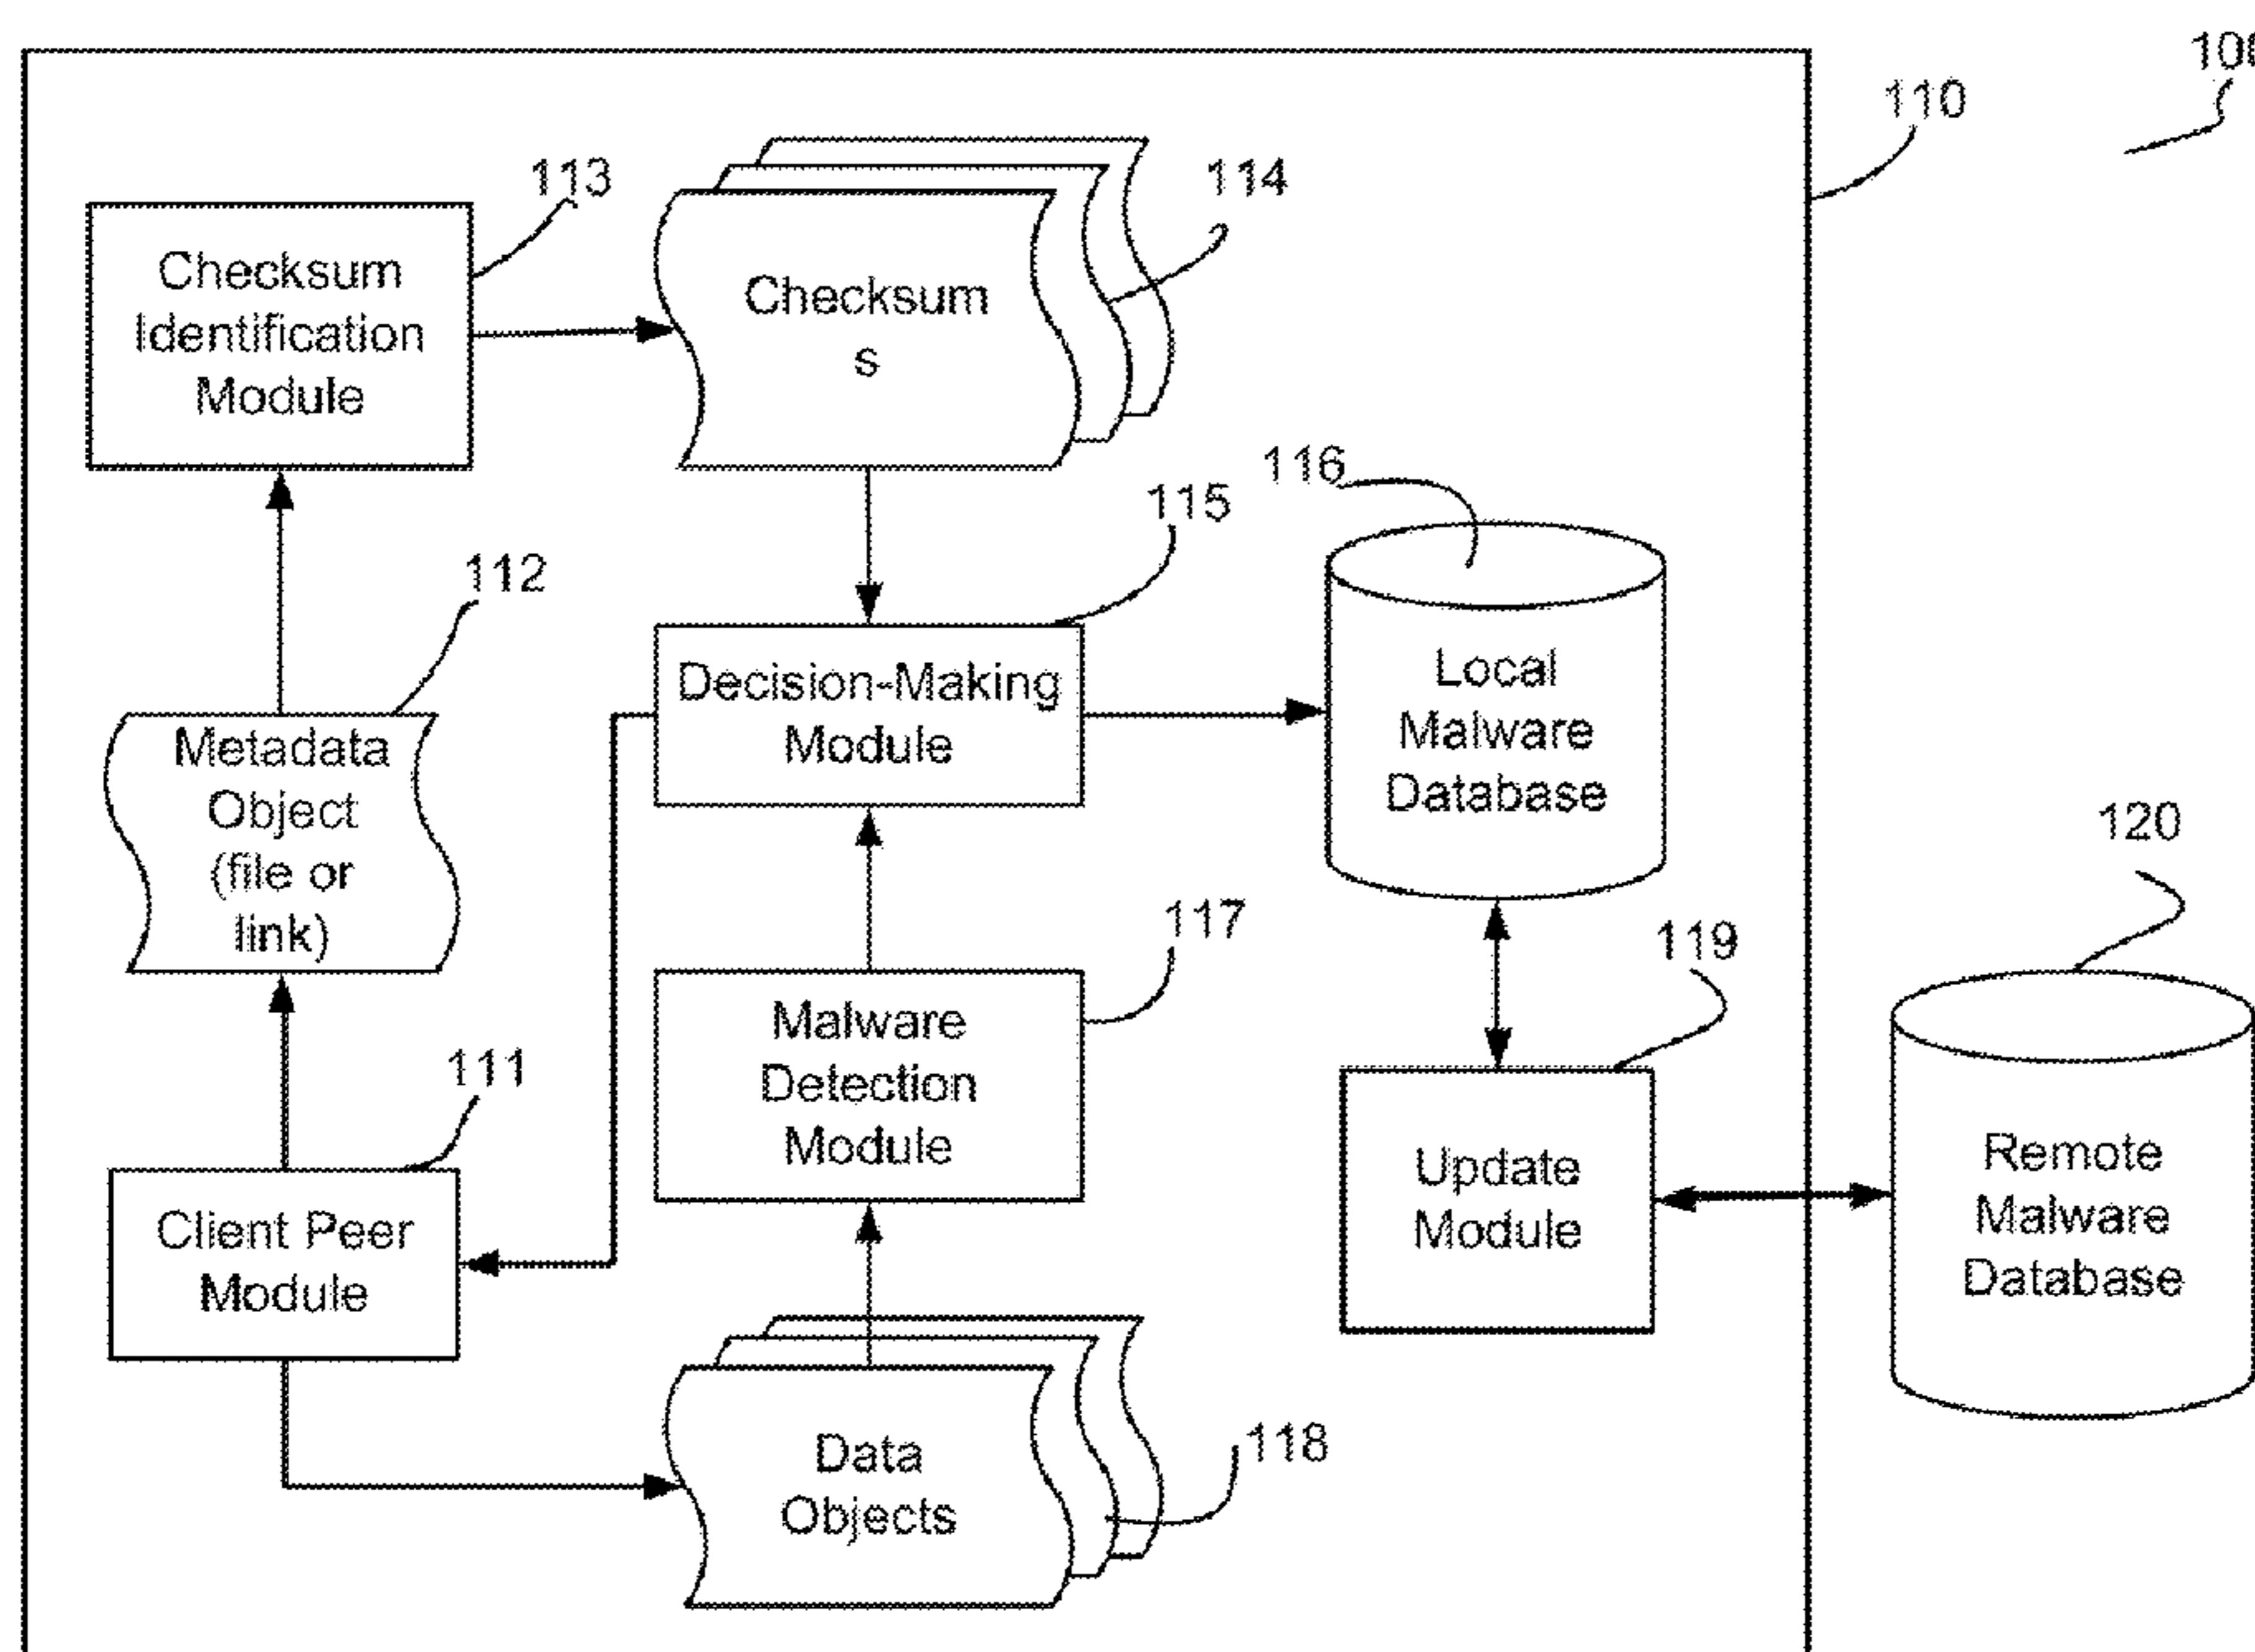 100
110
113
114
Checksum
Identification
Module
Checksum
s
116
115
112
Decision-Making
Module
Local
Malware
Database
Metadata
Object
(file or
link)
120
117
119
Malware
Detection
Module
111
Update
Module
Remote
Malware
Database
Client Peer
Module
118
Data
Objects